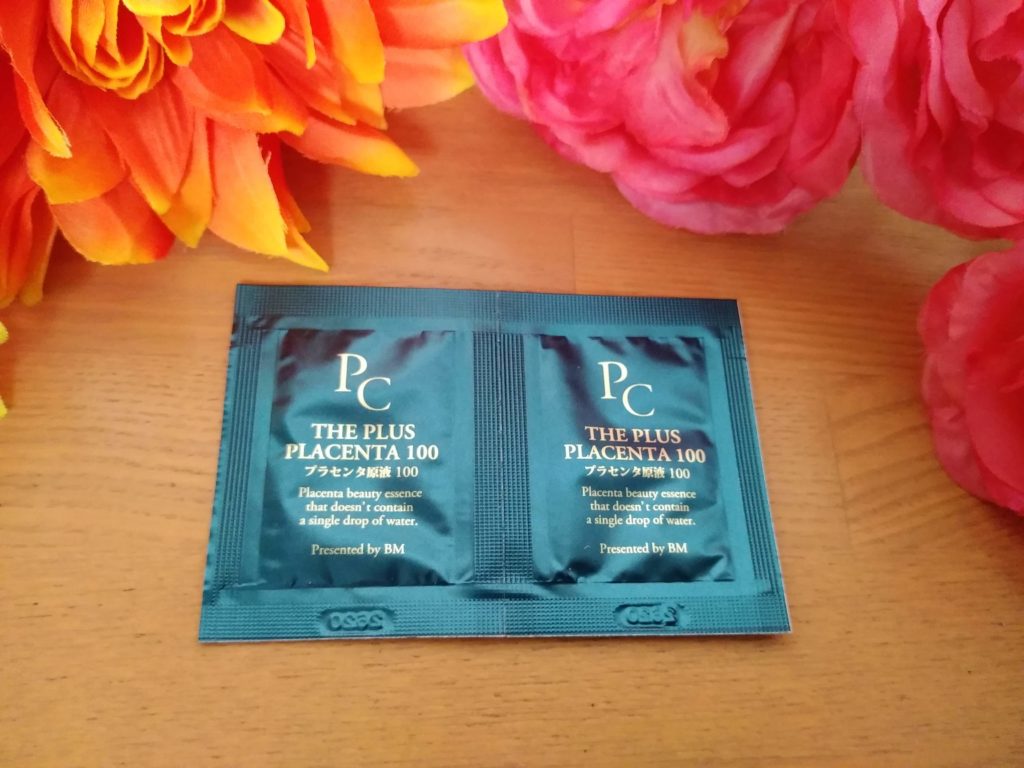 PC
THE PLUS
PLACENTA 100
プラセンタ原液 100
Placenta beauty essence
that doesn't contain
a single drop of water.
Presented by BM
PC
THE PLUS
PLACENTA 100
プラセンタ原液 100
Placenta beauty essence
that doesn't contain
a single drop of water.
Presented by BM